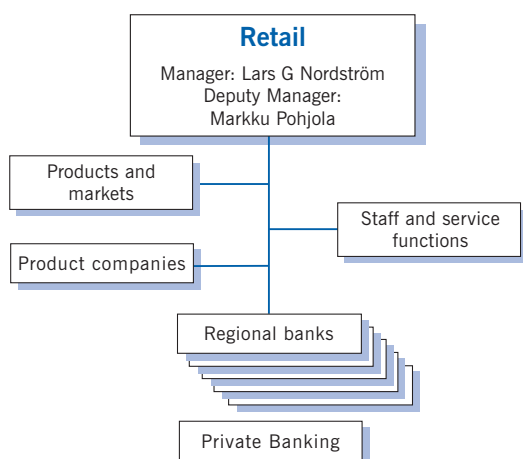 Retail
Manager: Lars G Nordström
Deputy Manager:
Markku Pohjola
Products and
markets
Staff and service
functions
Product companies
Regional banks
Private Banking